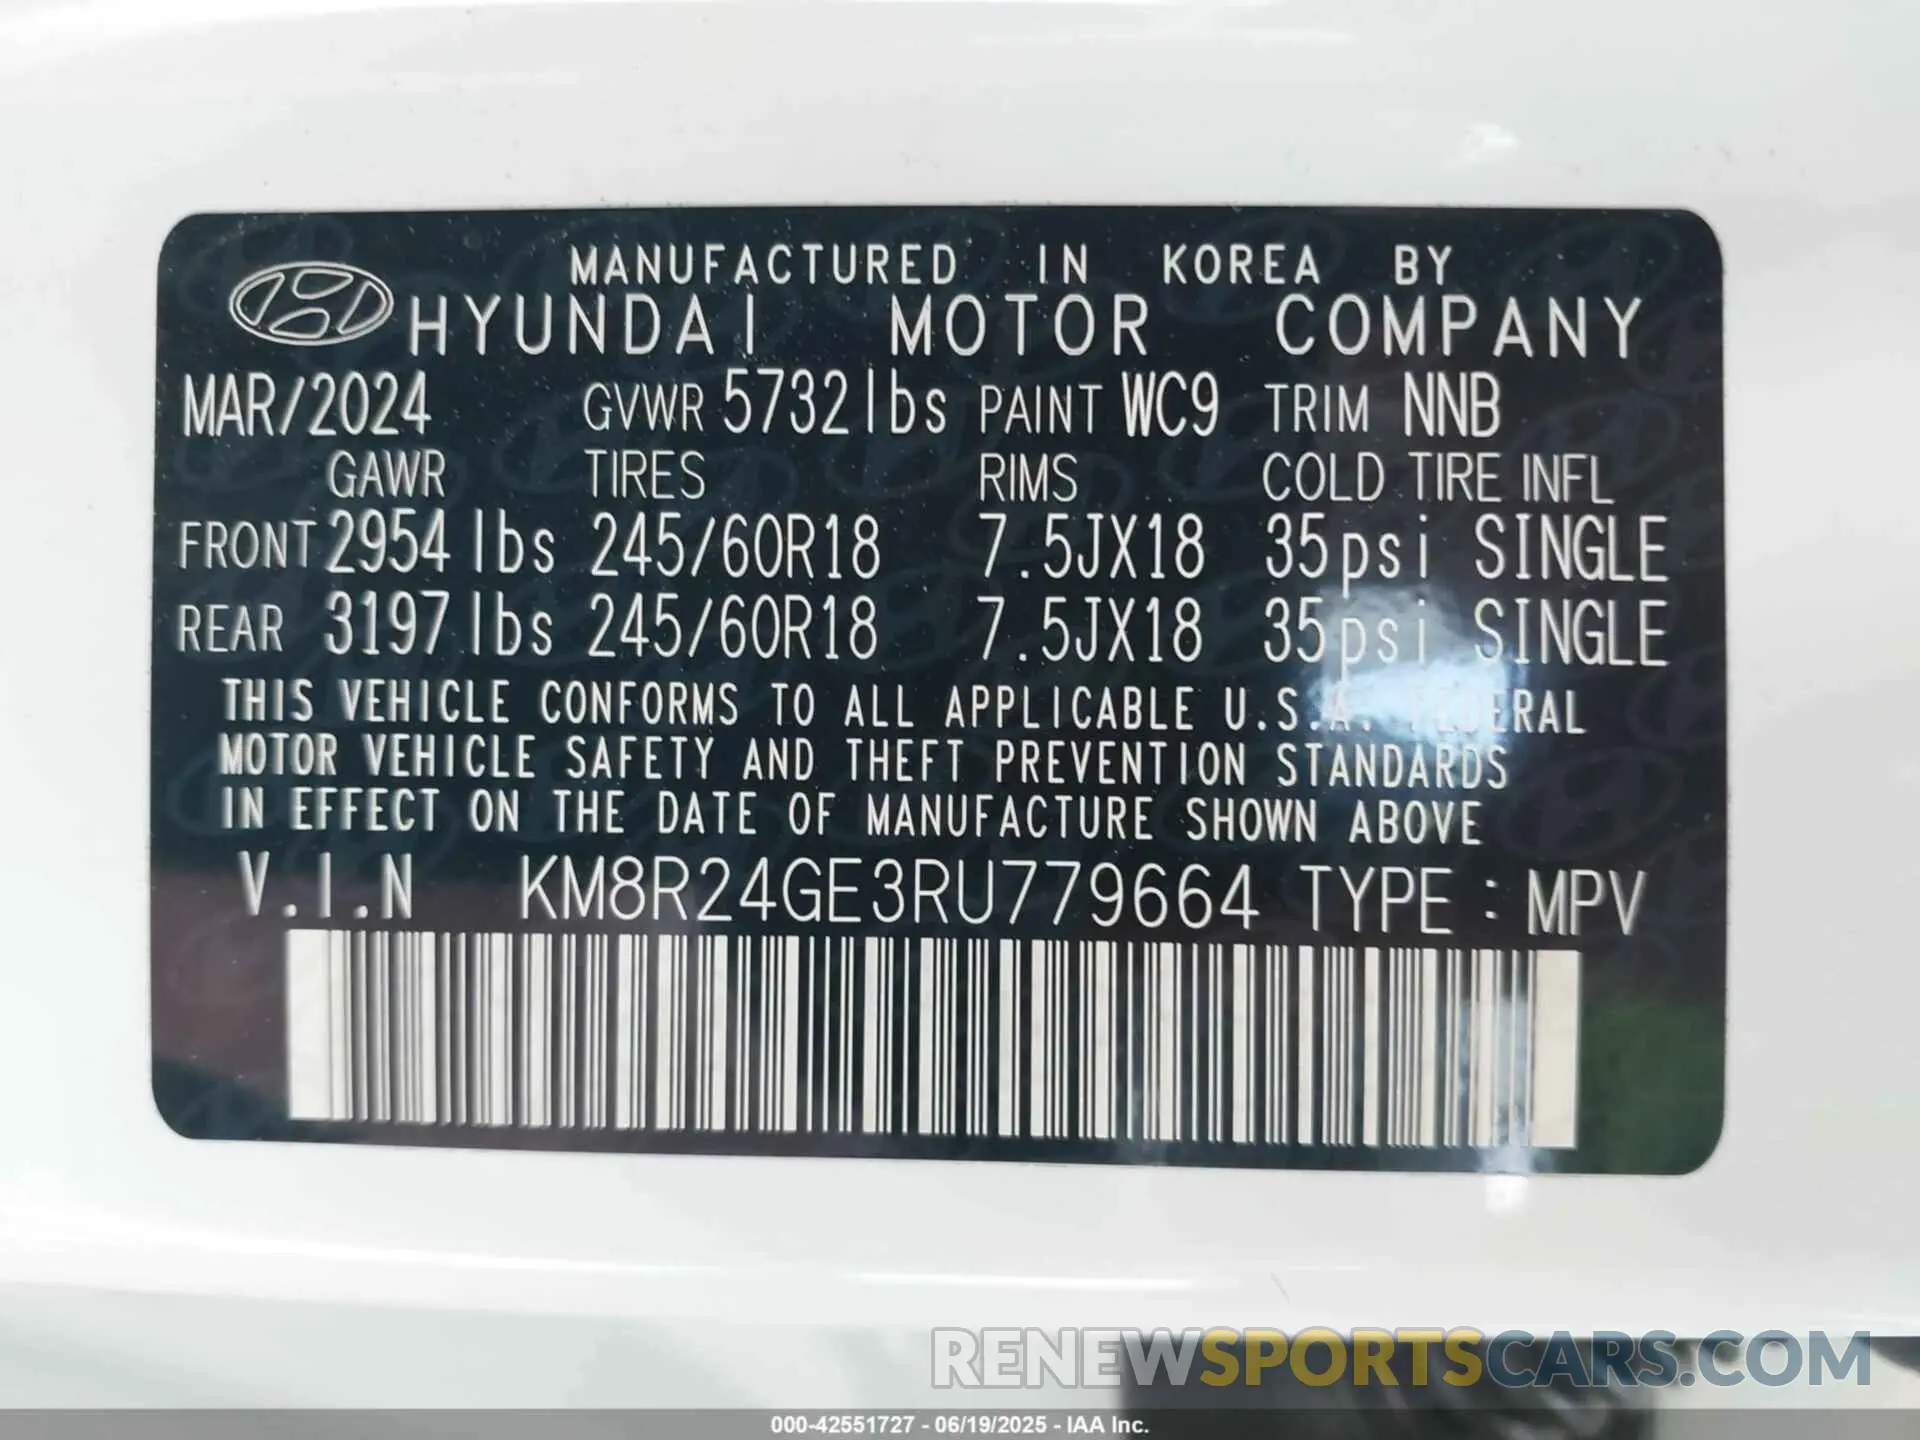 MANUFACTURED IN KOREA BY
HYUNDAI MOTOR COMPANY
MAR/2024 GVWR 5732 lbs PAINT WC9 TRIM NNB
GAWR TIRES RIMS COLD TIRE INFL
FRONT 2954 lbs 245/60R18 7.5JX18 35psi SINGLE
REAR 3197 lbs 245/60R18 7.5JX18 35psi SINGLE
THIS VEHICLE CONFORMS TO ALL APPLICABLE U.S.A. FEDERAL
MOTOR VEHICLE SAFETY AND THEFT PREVENTION STANDARDS
IN EFFECT ON THE DATE OF MANUFACTURE SHOWN ABOVE
V.I.N KM8R24GE3RU779664 TYPE : MPV
RENEWSPORTSCARS.COM
000-42551727 - 06/19/2025 - IAA Inc.